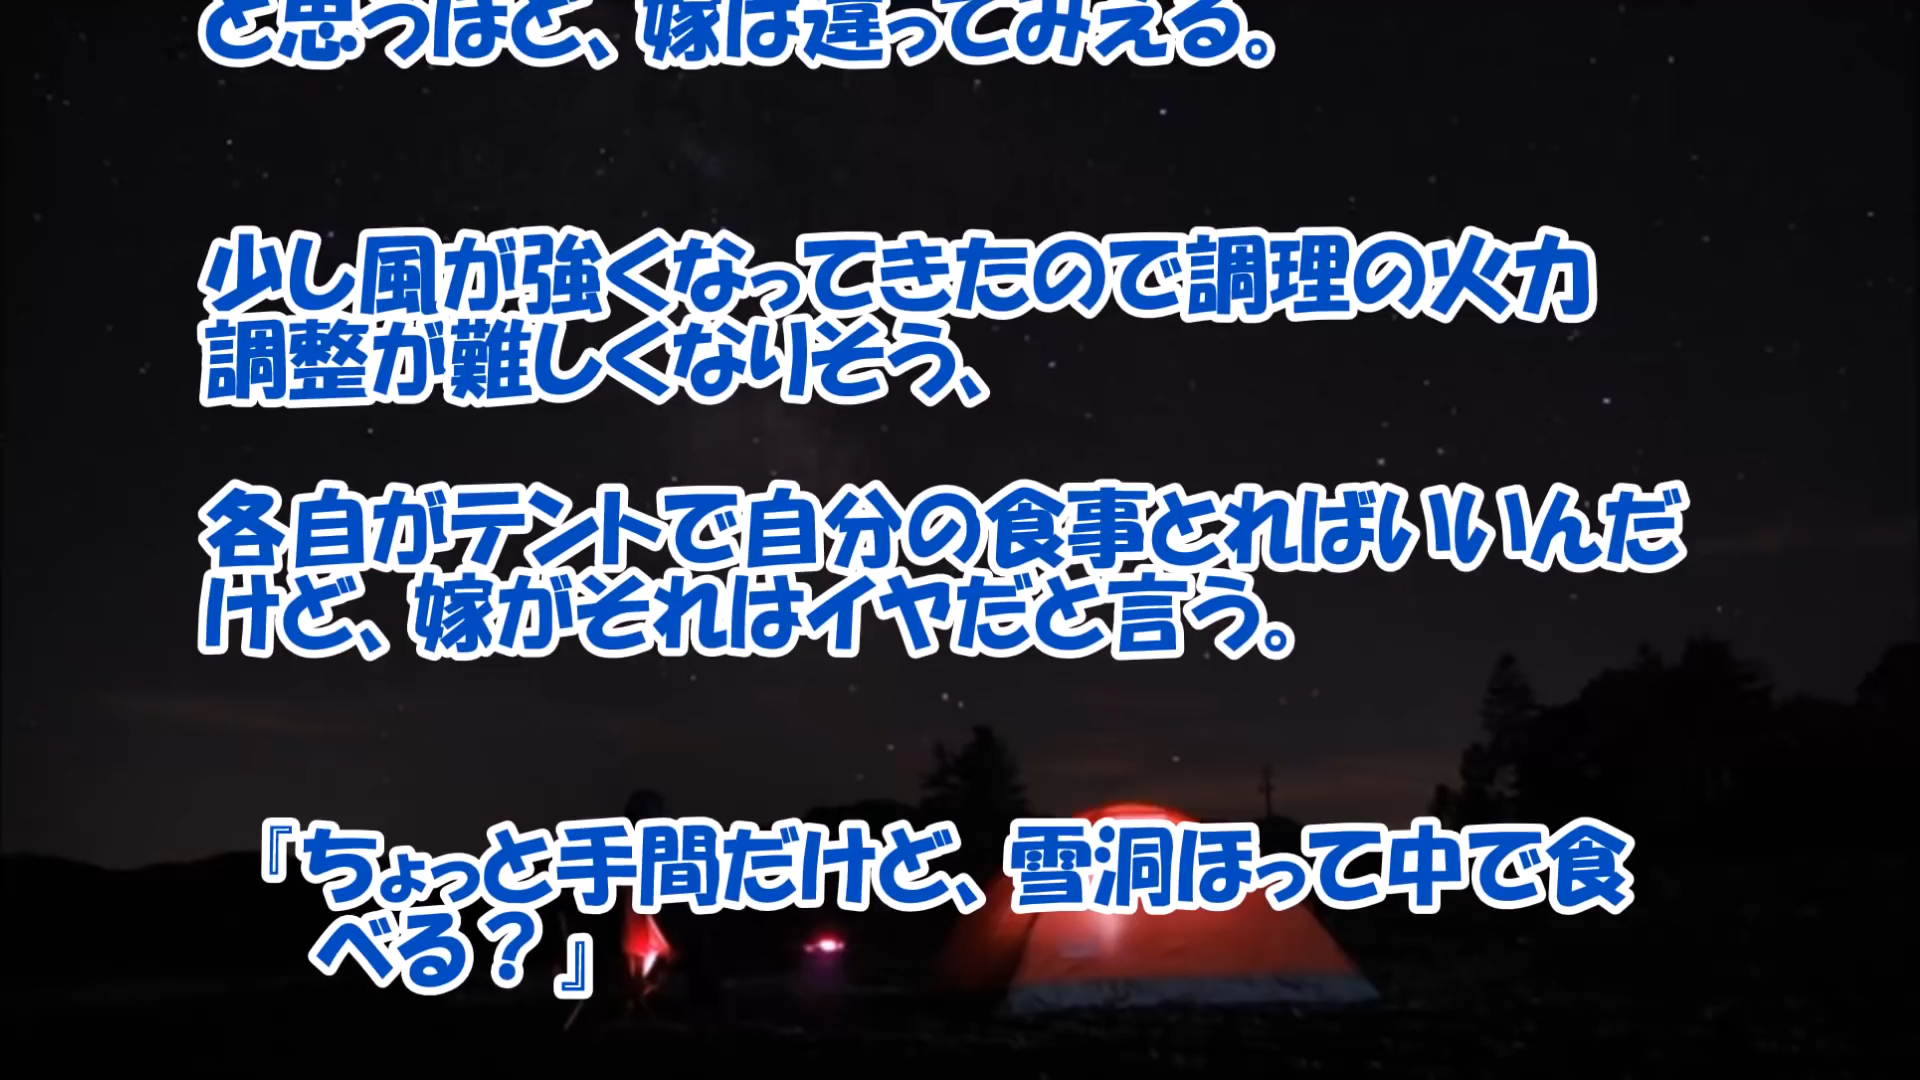 と思うほど、嫁は違ってみえる。
少し風が強くなってきたので調理の火力
調整が難しくなりそう、
各自がテントで自分の食事とればいいんだ
けど、嫁がそれはイヤだと言う。
『ちょっと手間だけど、雪洞ほって中で食
べる？』